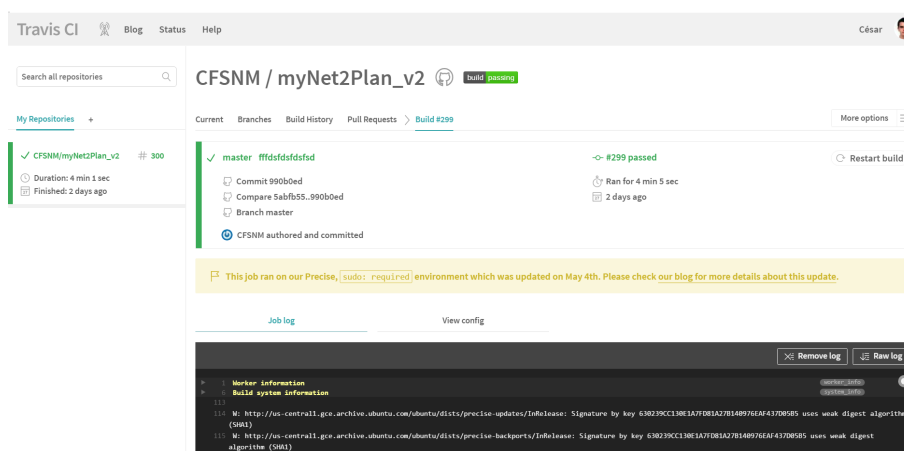 Travis CI Blog Status Help César
Search all repositories
CFSNM / myNet2Plan_v2 build passing
My Repositories +
Current Branches Build History Pull Requests Build #299 More options
CFSNM/myNet2Plan_v2 # 300
Duration: 4 min 1 sec
Finished: 2 days ago
master fffdsfdsfdsfsd
#299 passed
Restart build
Commit 990b0ed
Ran for 4 min 5 sec
Compare 5abfb55..990b0ed
2 days ago
Branch master
CFSNM authored and committed
This job ran on our Precise, sudo: required environment which was updated on May 4th. Please check our blog for more details about this update.
Job log View config
Remove log Raw log
1 Worker information worker_info
6 Build system information system_info
113
114 W: http://us-central1.gce.archive.ubuntu.com/ubuntu/dists/precise-updates/InRelease: Signature by key 630239CC130E1A7FD81A27B140976EAF437D05B5 uses weak digest algorithm
(SHA1)
115 W: http://us-central1.gce.archive.ubuntu.com/ubuntu/dists/precise-backports/InRelease: Signature by key 630239CC130E1A7FD81A27B140976EAF437D05B5 uses weak digest
algorithm (SHA1)